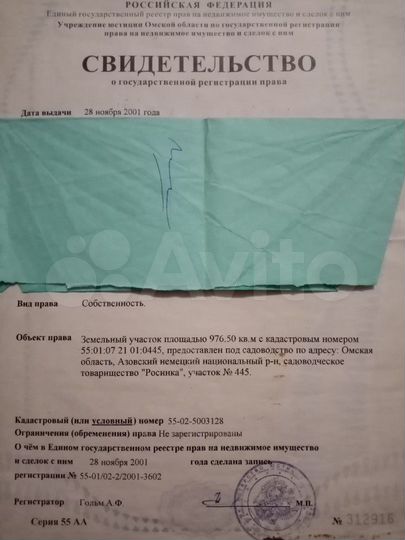 РОССИЙСКАЯ ФЕДЕРАЦИЯ
Единый государственный реестр прав на недвижимое имущество и сделок с ним
Учреждение юстиции Омской области по государственной регистрации
права на недвижимое имущество и сделок с ним
СВИДЕТЕЛЬСТВО
о государственной регистрации права
Дата выдачи 28 ноября 2001 года
Avito
Вид права Собственность.
Объект права Земельный участок площадью 976.50 кв.м с кадастровым номером
55:01:07 21 01:0445, предоставлен под садоводство по адресу: Омская
область, Азовский немецкий национальный р-н, садоводческое
товарищество "Росинка", участок № 445.
Кадастровый (или условный) номер 55-02-5003128
Ограничения (обременения) права Не зарегистрированы
О чём в Едином государственном реестре прав на недвижимое имущество
и сделок с ним 28 ноября 2001 года сделана запись
регистрации № 55-01/02-2/2001-3602
Регистратор Гольм А.Ф. М.П.
Серия 55 АА № 312916